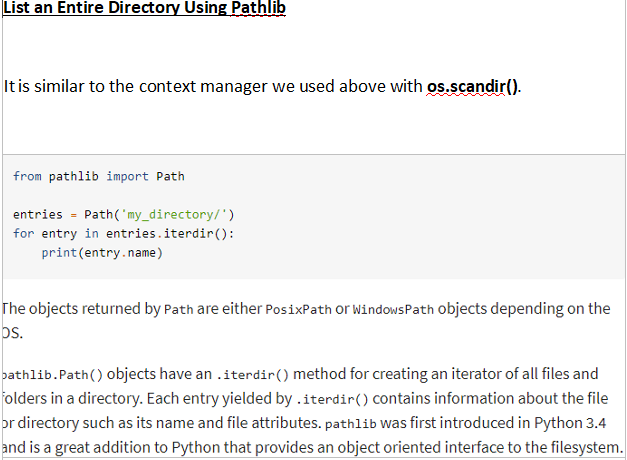 List an Entire Directory Using Pathlib
It is similar to the context manager we used above with os.scandir().
from pathlib import Path
entries = Path('my_directory/')
for entry in entries.iterdir():
    print(entry.name)
The objects returned by Path are either PosixPath or WindowsPath objects depending on the
OS.
pathlib.Path() objects have an .iterdir() method for creating an iterator of all files and
folders in a directory. Each entry yielded by .iterdir() contains information about the file
or directory such as its name and file attributes. pathlib was first introduced in Python 3.4
and is a great addition to Python that provides an object oriented interface to the filesystem.